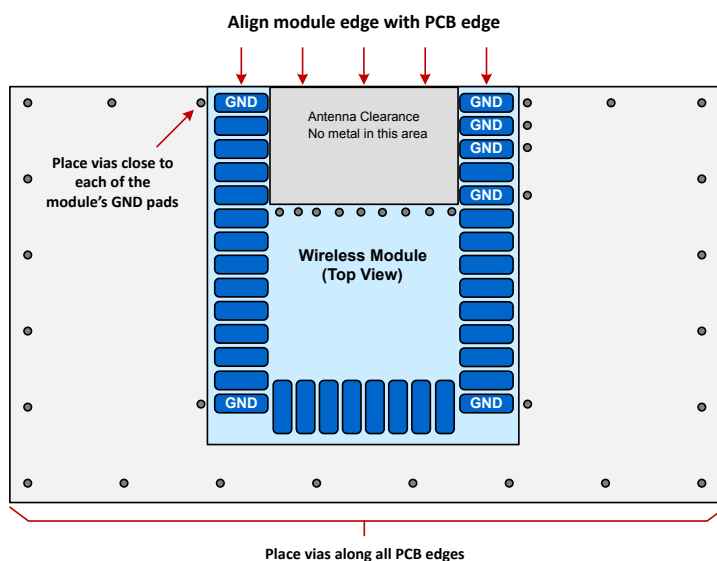 Align module edge with PCB edge
GND
Antenna Clearance
No metal in this area
GND
GND
GND
Place vias close to
each of the
module's GND pads
GND
Wireless Module
(Top View)
GND
GND
Place vias along all PCB edges